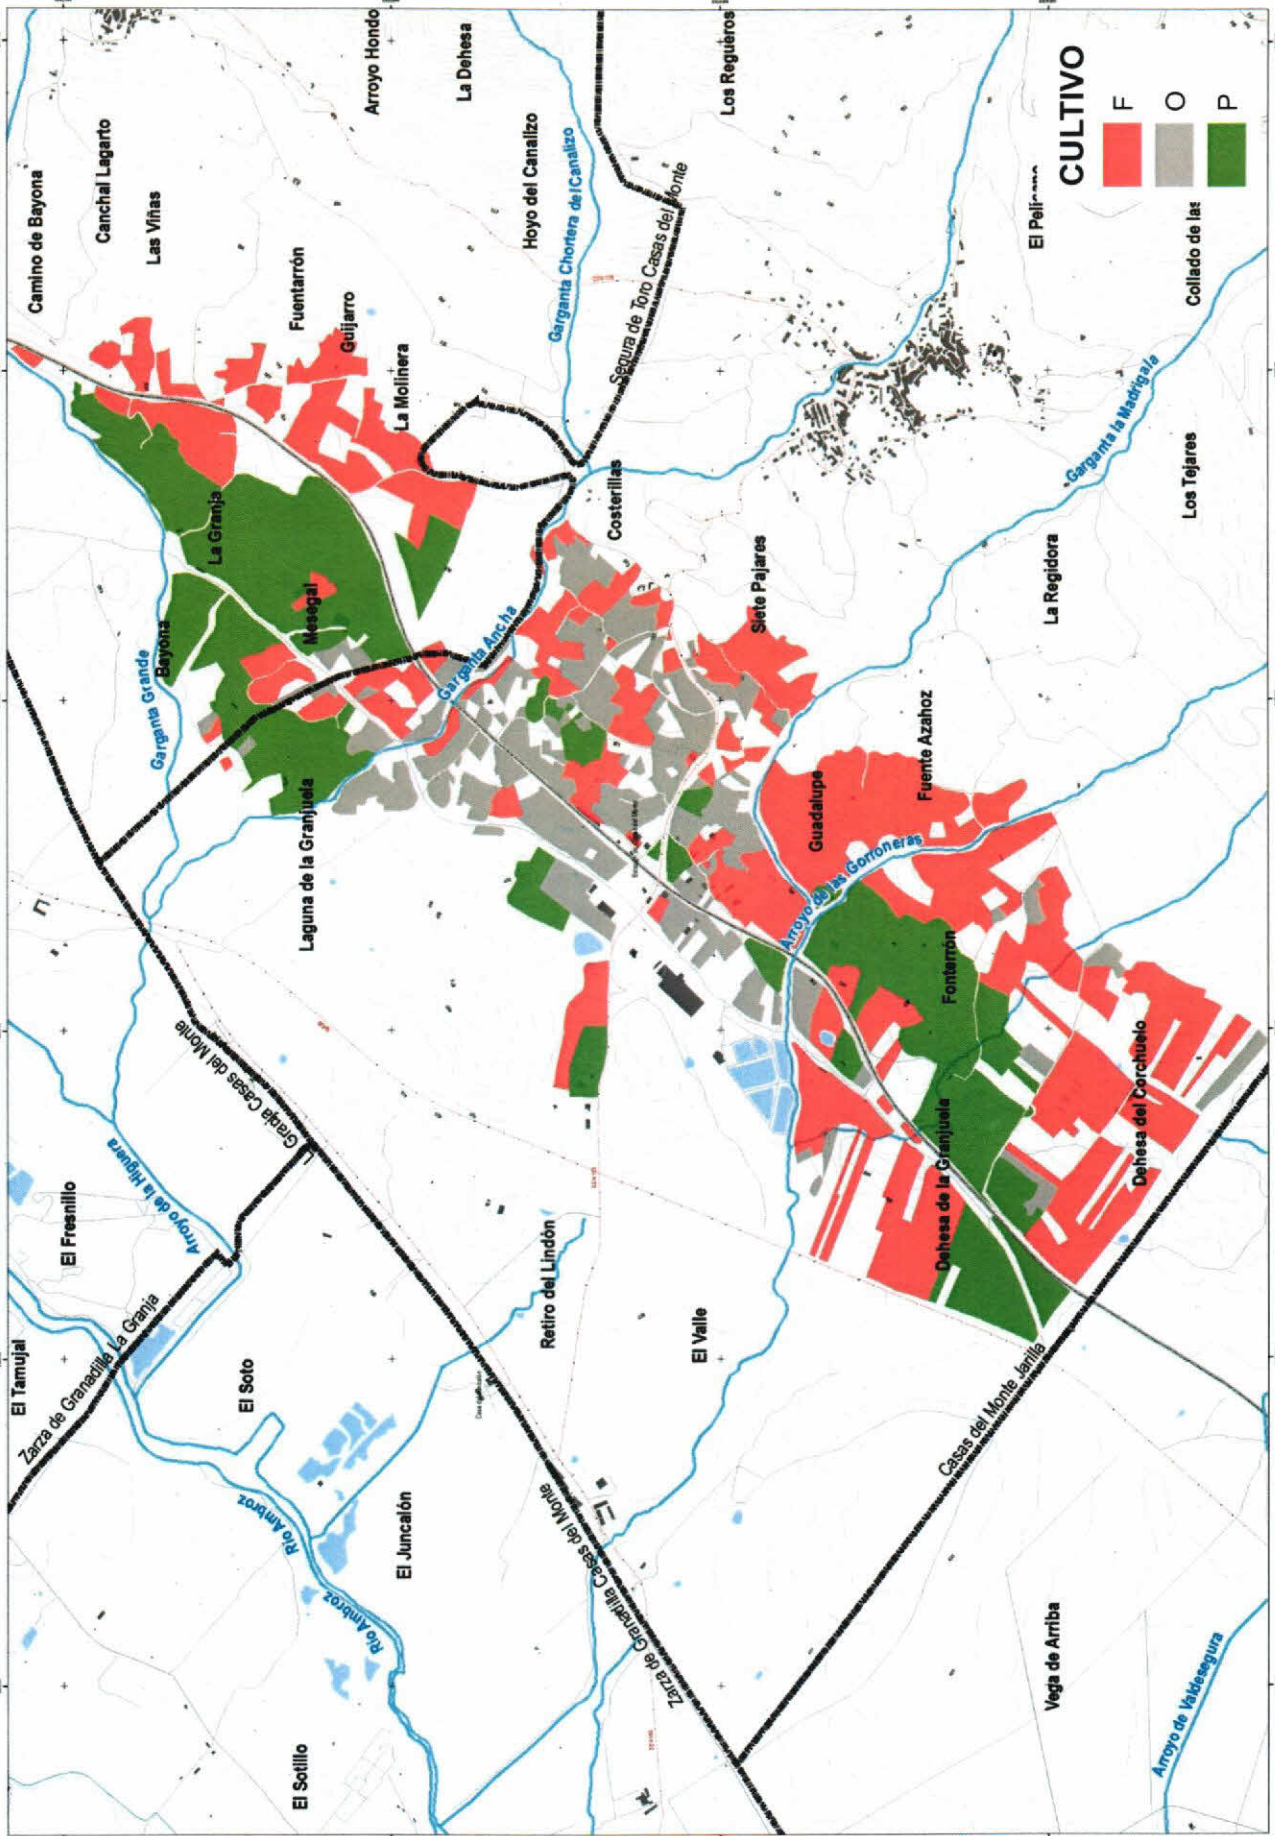 Camino de Bayona
Canchal Lagarto
Las Viñas
Arroyo Hondo
La Dehesa
Los Regueros
Hoyo del Canalizo
Garganta Chortera del Canalizo
Segura de Toro Casas del Monte
Fuentarrón
Guijarro
La Molinera
El
Collado de las
Garganta la Madrigala
Los Tejares
Costerillas
La Granja
Mesegal
Bayona
Garganta Grande
Garganta Ancha
Siete Pajares
La Regidora
Fuente Azahoz
Guadalupe
Arroyo de las Gorroneras
Laguna de la Granjuela
Fonterrón
Granja Casas del Monte
Dehesa del Corchuelo
Dehesa de la Granjuela
Arroyo de la Higuera
El Fresnillo
Retiro del Lindón
El Valle
El Tamujal
Zarza de Granadilla La Granja
El Soto
Casas del Monte Jarilla
Río Ambroz
El Juncalón
Río Ambroz
Zarza de Granadilla Casas del Monte
Vega de Arriba
Arroyo de Valdesegura
El Sotillo
CULTIVO
F
O
P